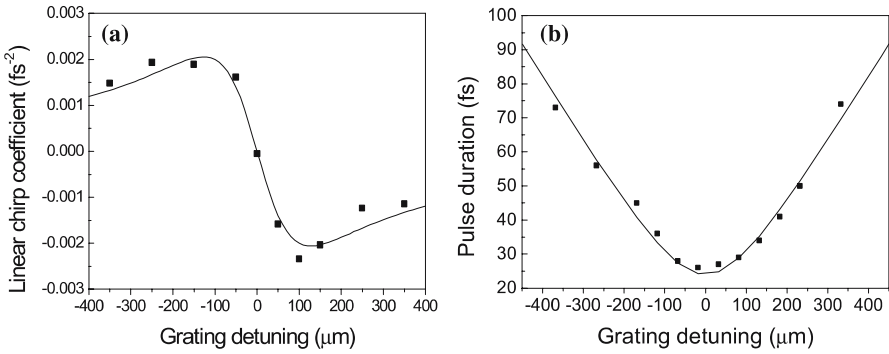 (a)
0.003
0.002
0.001
0.000
-0.001
-0.002
-0.003
Linear chirp coefficient (fs⁻²)
-400 -300 -200 -100 0 100 200 300 400
Grating detuning (μm)
(b)
100
90
80
70
60
50
40
30
20
Pulse duration (fs)
-400 -300 -200 -100 0 100 200 300 400
Grating detuning (μm)